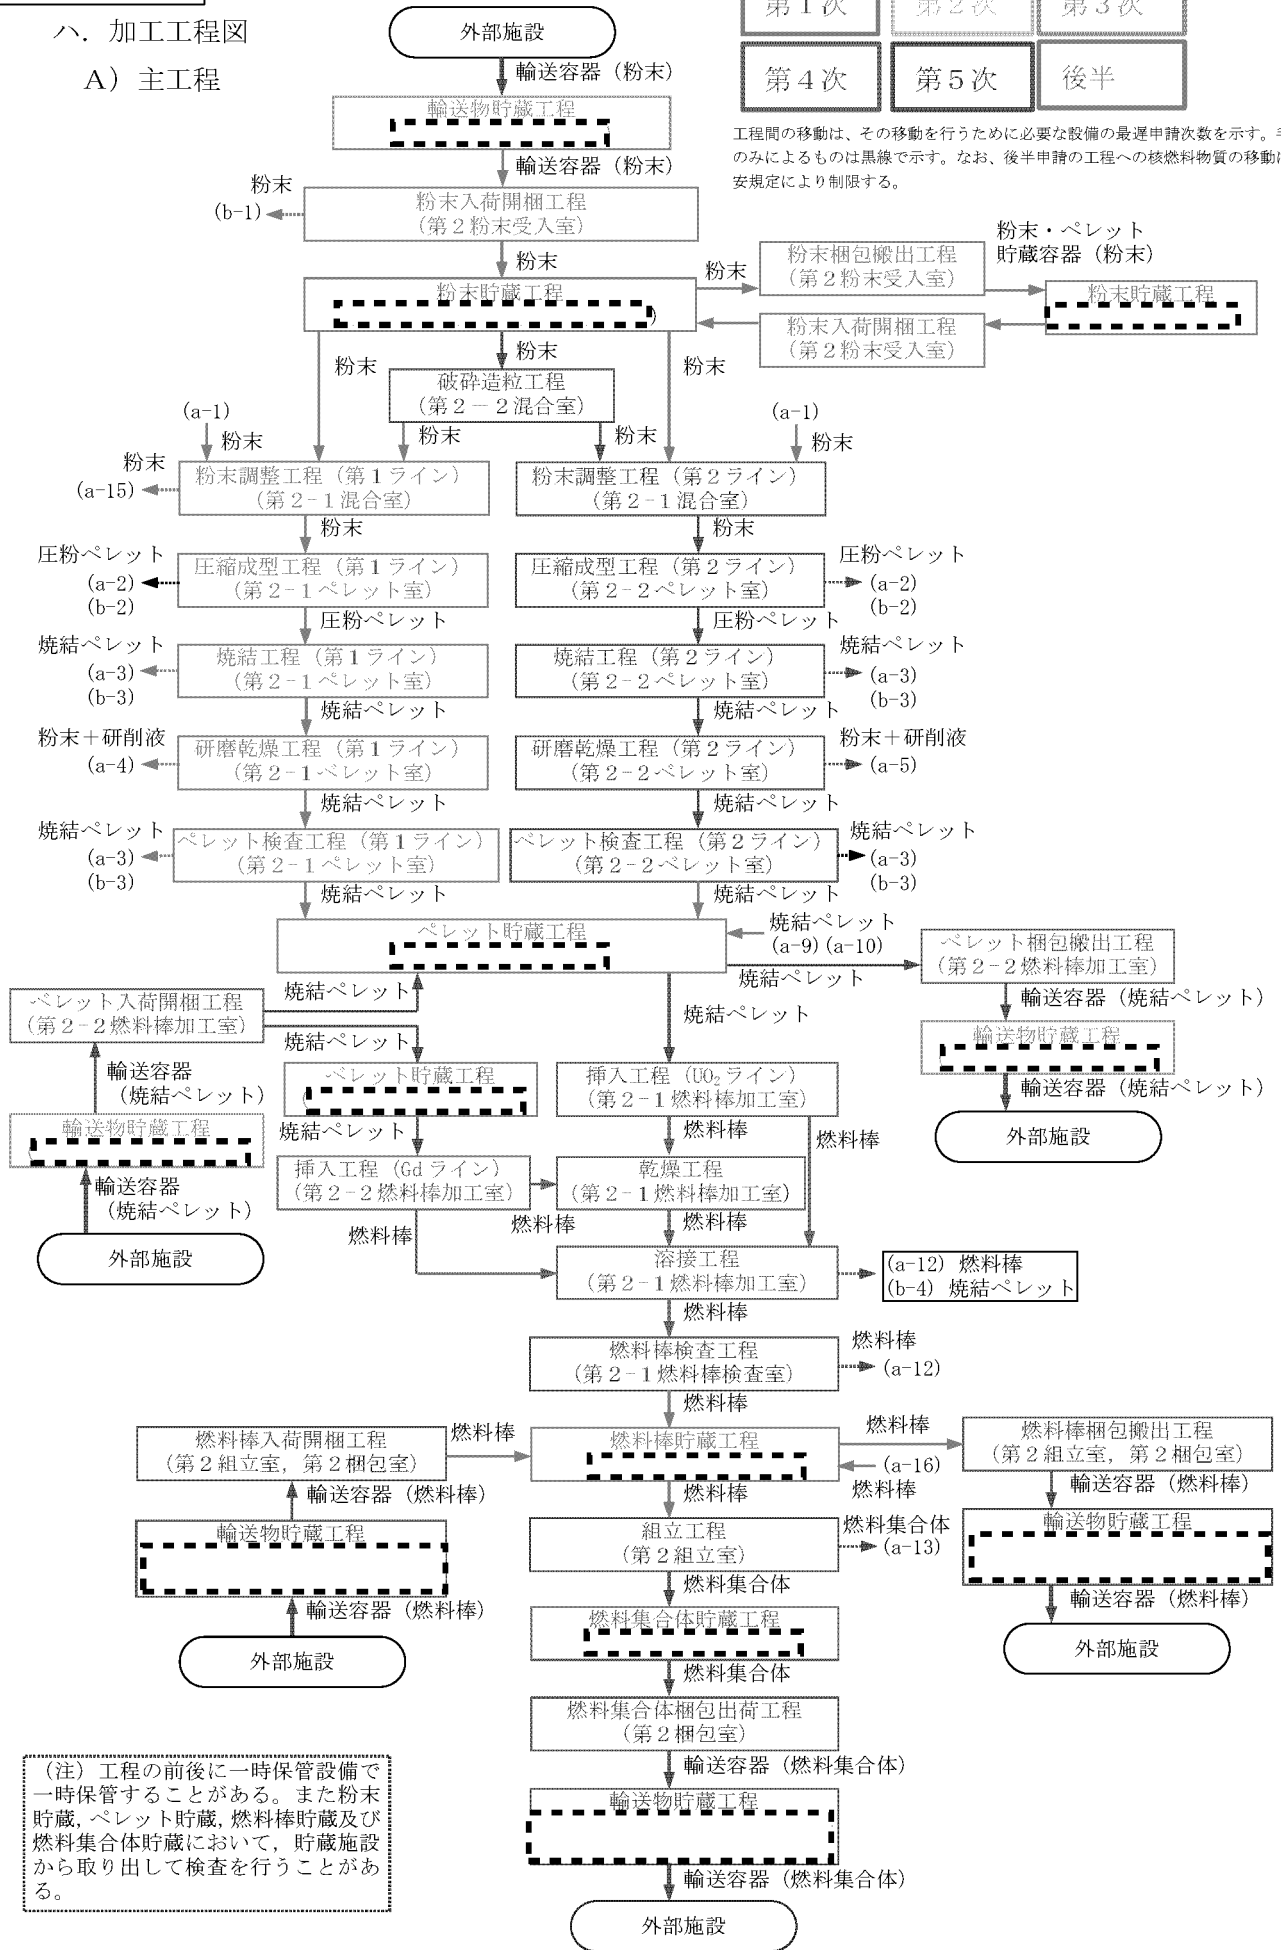 ハ．加工工程図
A）主工程
第１次
第２次
第３次
第４次
第５次
後半
工程間の移動は、その移動を行うために必要な設備の最遅申請次数を示す。
のみによるものは黒線で示す。なお、後半申請の工程への核燃料物質の移動
安規定により制限する。
外部施設
輸送容器（粉末）
輸送物貯蔵工程
輸送容器（粉末）
粉末
(b-1)
粉末入荷開梱工程
(第２粉末受入室)
粉末
粉末貯蔵工程
)
粉末
粉末梱包搬出工程
(第２粉末受入室)
粉末・ペレット
貯蔵容器（粉末）
粉末貯蔵工程
粉末入荷開梱工程
(第２粉末受入室)
粉末
粉末
粉末
破砕造粒工程
(第２－２混合室)
(a-1)
粉末
粉末
粉末
(a-1)
粉末
粉末
(a-15)
粉末調整工程（第１ライン）
(第２-１混合室)
粉末調整工程（第２ライン）
(第２-１混合室)
粉末
粉末
圧粉ペレット
(a-2)
(b-2)
圧縮成型工程（第１ライン）
(第２-１ペレット室)
圧縮成型工程（第２ライン）
(第２-２ペレット室)
圧粉ペレット
(a-2)
(b-2)
圧粉ペレット
圧粉ペレット
焼結ペレット
(a-3)
(b-3)
焼結工程（第１ライン）
(第２-１ペレット室)
焼結工程（第２ライン）
(第２-２ペレット室)
焼結ペレット
(a-3)
(b-3)
焼結ペレット
焼結ペレット
粉末＋研削液
(a-4)
研磨乾燥工程（第１ライン）
(第２-１ペレット室)
研磨乾燥工程（第２ライン）
(第２-２ペレット室)
粉末＋研削液
(a-5)
焼結ペレット
焼結ペレット
焼結ペレット
(a-3)
(b-3)
ペレット検査工程（第１ライン）
(第２-１ペレット室)
ペレット検査工程（第２ライン）
(第２-２ペレット室)
焼結ペレット
(a-3)
(b-3)
焼結ペレット
焼結ペレット
ペレット貯蔵工程
焼結ペレット
(a-9)(a-10)
焼結ペレット
ペレット梱包搬出工程
(第２-２燃料棒加工室)
輸送容器（焼結ペレット）
輸送物貯蔵工程
輸送容器（焼結ペレット）
外部施設
ペレット入荷開梱工程
(第２-２燃料棒加工室)
焼結ペレット
焼結ペレット
輸送容器
（焼結ペレット）
輸送物貯蔵工程
輸送容器
（焼結ペレット）
外部施設
焼結ペレット
ペレット貯蔵工程
(
焼結ペレット
挿入工程（UO₂ライン）
(第２-１燃料棒加工室)
燃料棒
燃料棒
挿入工程（Gdライン）
(第２-２燃料棒加工室)
乾燥工程
(第２-１燃料棒加工室)
燃料棒
燃料棒
燃料棒
溶接工程
(第２-１燃料棒加工室)
(a-12) 燃料棒
(b-4) 焼結ペレット
燃料棒
燃料棒検査工程
(第２-１燃料棒検査室)
燃料棒
(a-12)
燃料棒
燃料棒入荷開梱工程
(第２組立室，第２梱包室)
燃料棒
燃料棒貯蔵工程
燃料棒
(a-16)
燃料棒
燃料棒梱包搬出工程
(第２組立室，第２梱包室)
輸送容器（燃料棒）
輸送物貯蔵工程
輸送容器（燃料棒）
外部施設
燃料棒
組立工程
(第２組立室)
燃料集合体
(a-13)
輸送容器（燃料棒）
輸送物貯蔵工程
輸送容器（燃料棒）
外部施設
燃料集合体
燃料集合体貯蔵工程
燃料集合体
燃料集合体梱包出荷工程
(第２梱包室)
輸送容器（燃料集合体）
輸送物貯蔵工程
輸送容器（燃料集合体）
外部施設
（注）工程の前後に一時保管設備で
一時保管することがある。また粉末
貯蔵，ペレット貯蔵，燃料棒貯蔵及び
燃料集合体貯蔵において，貯蔵施設
から取り出して検査を行うことがあ
る。